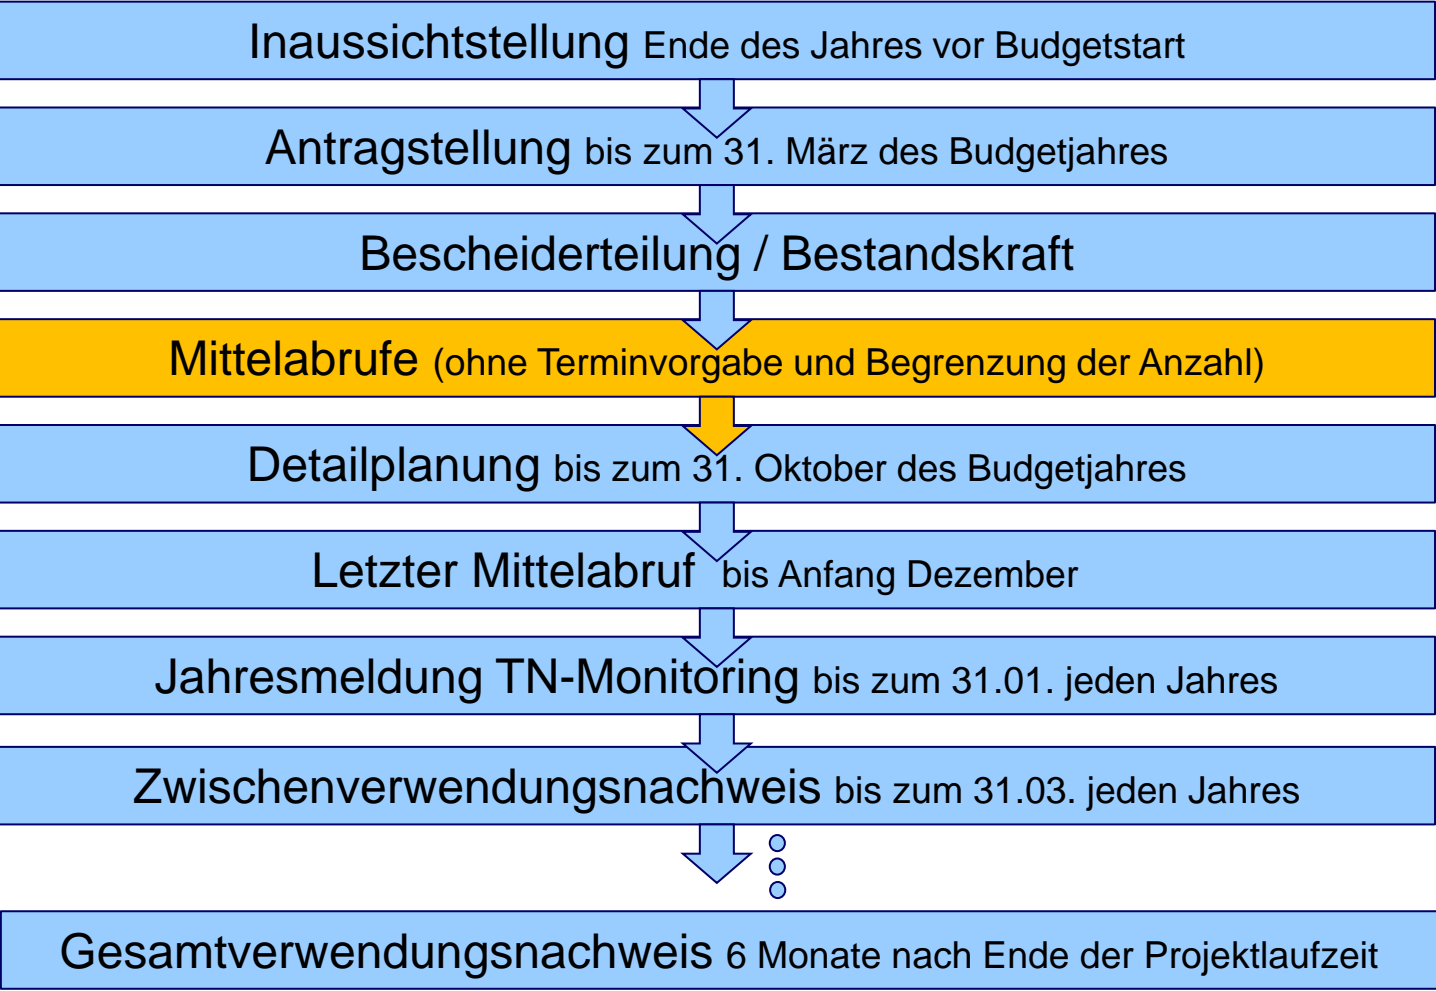 Inaussichtstellung Ende des Jahres vor Budgetstart
Antragstellung bis zum 31. März des Budgetjahres
Bescheiderteilung / Bestandskraft
Mittelabrufe (ohne Terminvorgabe und Begrenzung der Anzahl)
Detailplanung bis zum 31. Oktober des Budgetjahres
Letzter Mittelabruf bis Anfang Dezember
Jahresmeldung TN-Monitoring bis zum 31.01. jeden Jahres
Zwischenverwendungsnachweis bis zum 31.03. jeden Jahres
Gesamtverwendungsnachweis 6 Monate nach Ende der Projektlaufzeit